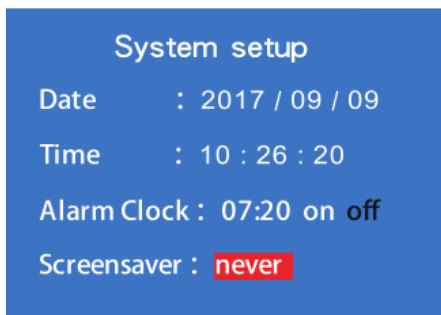 System setup
Date : 2017 / 09 / 09
Time : 10 : 26 : 20
Alarm Clock : 07:20 on off
Screensaver : never